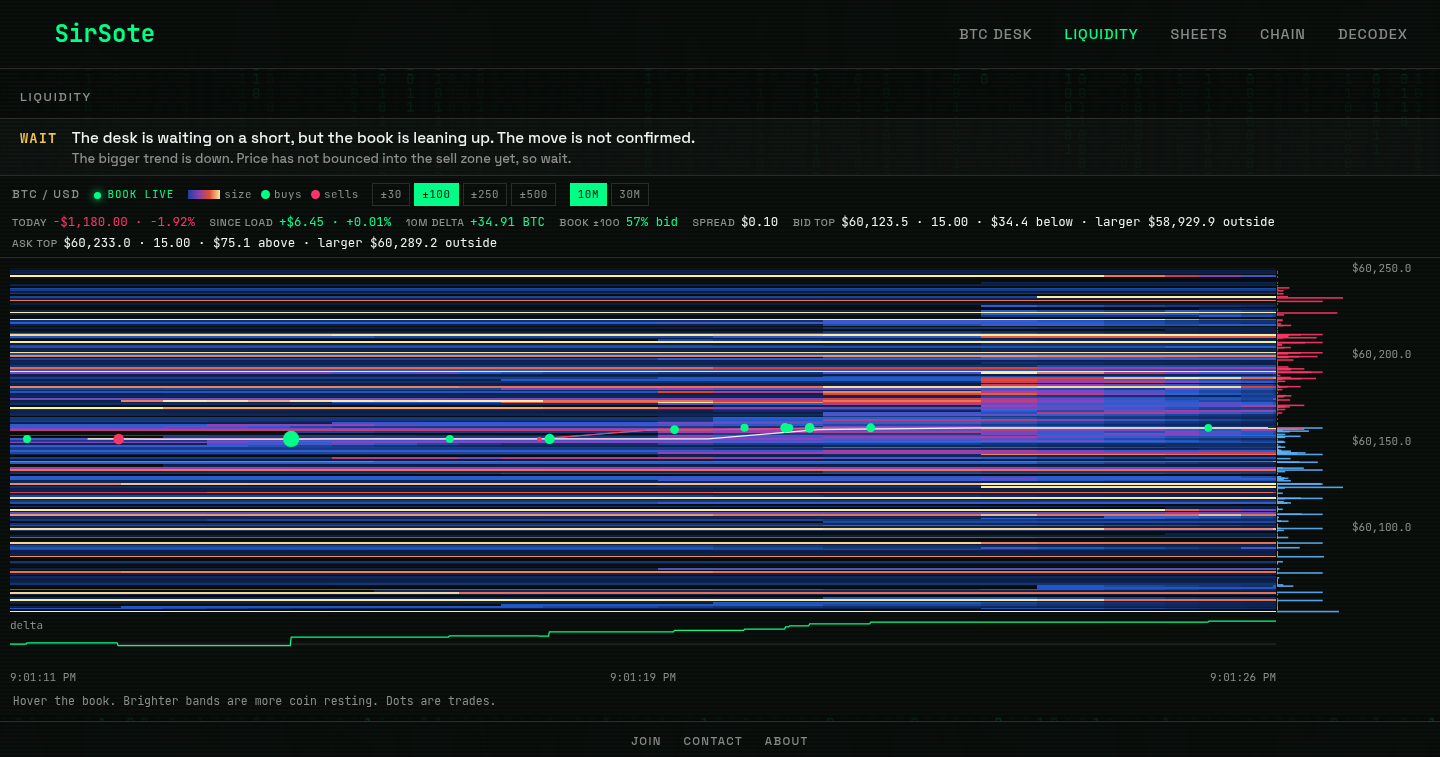 SirSote
BTC DESK LIQUIDITY SHEETS CHAIN DECODEX
LIQUIDITY
WAIT The desk is waiting on a short, but the book is leaning up. The move is not confirmed.
The bigger trend is down. Price has not bounced into the sell zone yet, so wait.
BTC / USD BOOK LIVE size buys sells ±30 ±100 ±250 ±500 10M 30M
TODAY -$1,180.00 · -1.92% SINCE LOAD +$6.45 · +0.01% 10M DELTA +34.91 BTC BOOK ±100 57% bid SPREAD $0.10 BID TOP $60,123.5 · 15.00 · $34.4 below · larger $58,929.9 outside
ASK TOP $60,233.0 · 15.00 · $75.1 above · larger $60,289.2 outside
$60,250.0
$60,200.0
$60,150.0
$60,100.0
delta
9:01:11 PM 9:01:19 PM 9:01:26 PM
Hover the book. Brighter bands are more coin resting. Dots are trades.
JOIN CONTACT ABOUT